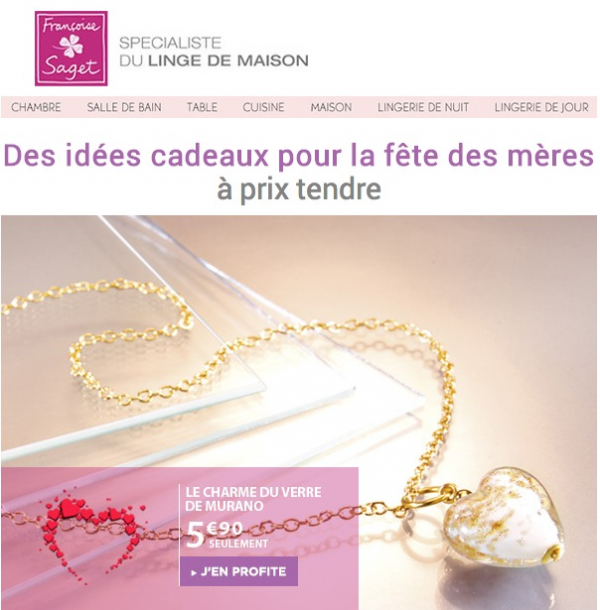 Françoise
Saget
SPECIALISTE
DU LINGE DE MAISON
CHAMBRE SALLE DE BAIN TABLE CUISINE MAISON LINGERIE DE NUIT LINGERIE DE JOUR
Des idées cadeaux pour la fête des mères
à prix tendre
LE CHARME DU VERRE
DE MURANO
5€90
SEULEMENT
J'EN PROFITE